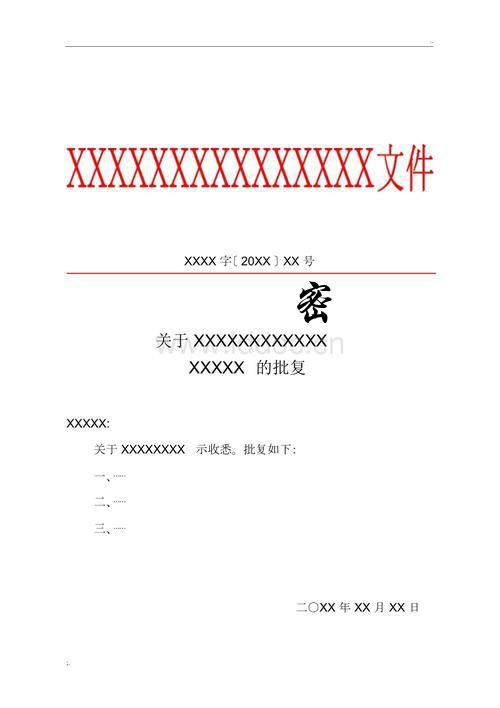 XXXXXXXXXXXXXXX文件
XXXX 字〔 20XX 〕 XX 号
密
关于 XXXXXXXXXXXX
XXXXX 的批复
XXXXX:
关于 XXXXXXXX 示收悉。批复如下:
一、……
二、……
三、……
二〇XX 年 XX 月 XX 日
;.